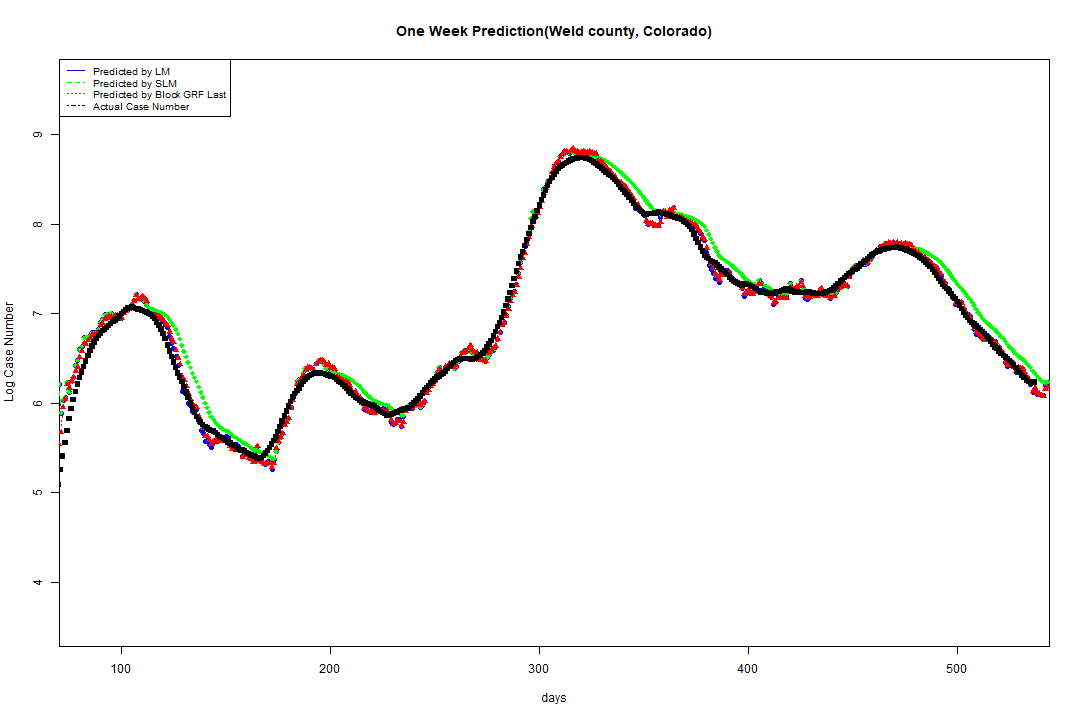 One Week Prediction(Weld county, Colorado)
Predicted by LM
Predicted by SLM
Predicted by Block GRF Last
Actual Case Number
Log Case Number
9
8
7
6
5
4
100 200 300 400 500
days